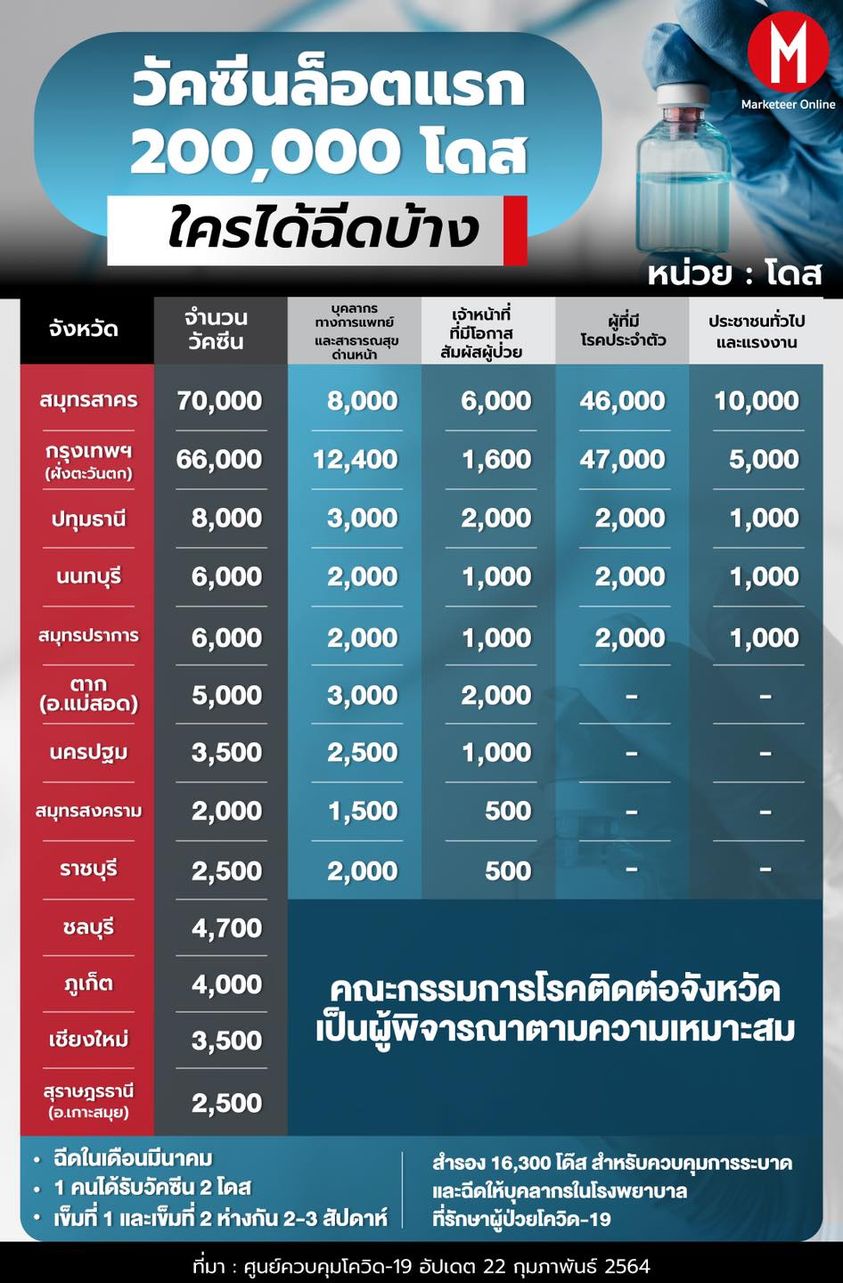 M
Marketeer Online
วัคซีนล็อตแรก
200,000 โดส
ใครได้ฉีดบ้าง
หน่วย : โดส
จังหวัด จำนวนวัคซีน บุคลากรทางการแพทย์และสาธารณสุขด่านหน้า เจ้าหน้าที่ที่มีโอกาสสัมผัสผู้ป่วย ผู้ที่มีโรคประจำตัว ประชาชนทั่วไปและแรงงาน
สมุทรสาคร 70,000 8,000 6,000 46,000 10,000
กรุงเทพฯ (ฝั่งตะวันตก) 66,000 12,400 1,600 47,000 5,000
ปทุมธานี 8,000 3,000 2,000 2,000 1,000
นนทบุรี 6,000 2,000 1,000 2,000 1,000
สมุทรปราการ 6,000 2,000 1,000 2,000 1,000
ตาก (อ.แม่สอด) 5,000 3,000 2,000 - -
นครปฐม 3,500 2,500 1,000 - -
สมุทรสงคราม 2,000 1,500 500 - -
ราชบุรี 2,500 2,000 500 - -
ชลบุรี 4,700
ภูเก็ต 4,000
เชียงใหม่ 3,500
สุราษฎรธานี (อ.เกาะสมุย) 2,500
คณะกรรมการโรคติดต่อจังหวัด
เป็นผู้พิจารณาตามความเหมาะสม
• ฉีดในเดือนมีนาคม
• 1 คนได้รับวัคซีน 2 โดส
• เข็มที่ 1 และเข็มที่ 2 ห่างกัน 2-3 สัปดาห์
สำรอง 16,300 โด๊ส สำหรับควบคุมการระบาด
และฉีดให้บุคลากรในโรงพยาบาล
ที่รักษาผู้ป่วยโควิด-19
ที่มา : ศูนย์ควบคุมโควิด-19 อัปเดต 22 กุมภาพันธ์ 2564